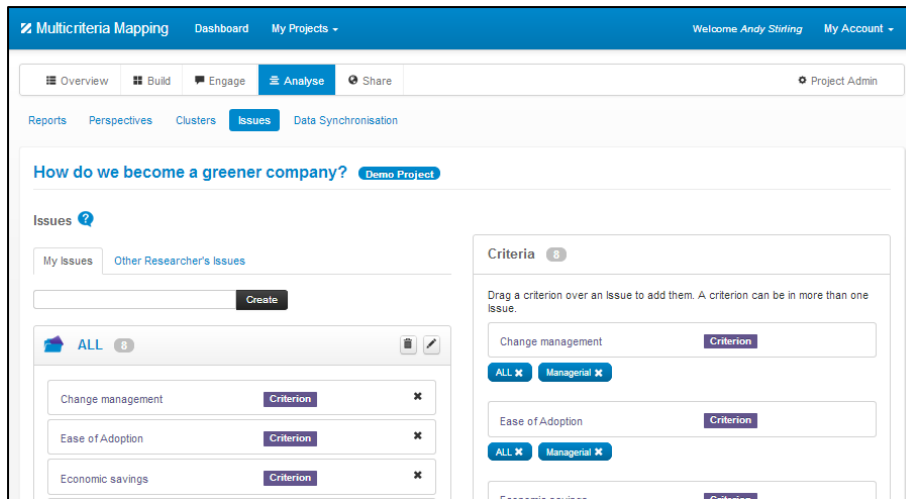 Multicriteria Mapping Dashboard My Projects Welcome Andy Stirling My Account
Overview Build Engage Analyse Share Project Admin
Reports Perspectives Clusters Issues Data Synchronisation
How do we become a greener company? Demo Project
Issues ?
My Issues Other Researcher's Issues
Create
ALL 8
Change management Criterion
Ease of Adoption Criterion
Economic savings Criterion
Criteria 8
Drag a criterion over an Issue to add them. A criterion can be in more than one
Issue.
Change management Criterion
ALL Managerial
Ease of Adoption Criterion
ALL Managerial
Economic savings Criterion